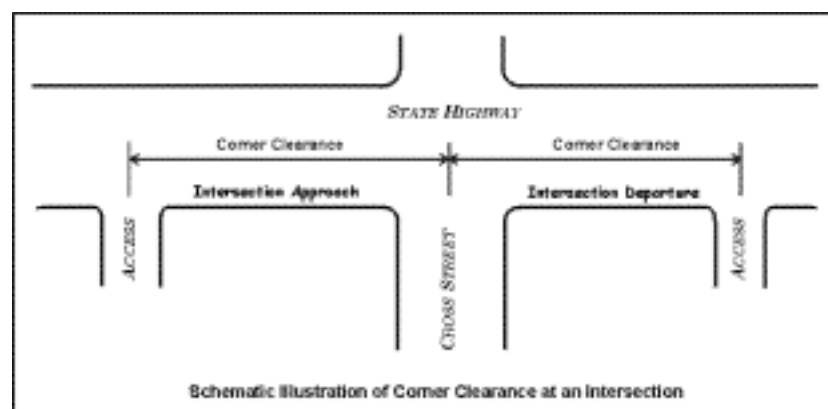 STATE HIGHWAY
Corner Clearance
Corner Clearance
Intersection Approach
Intersection Departure
ACCESS
CROSS STREET
ACCESS
Schematic Illustration of Corner Clearance at an Intersection